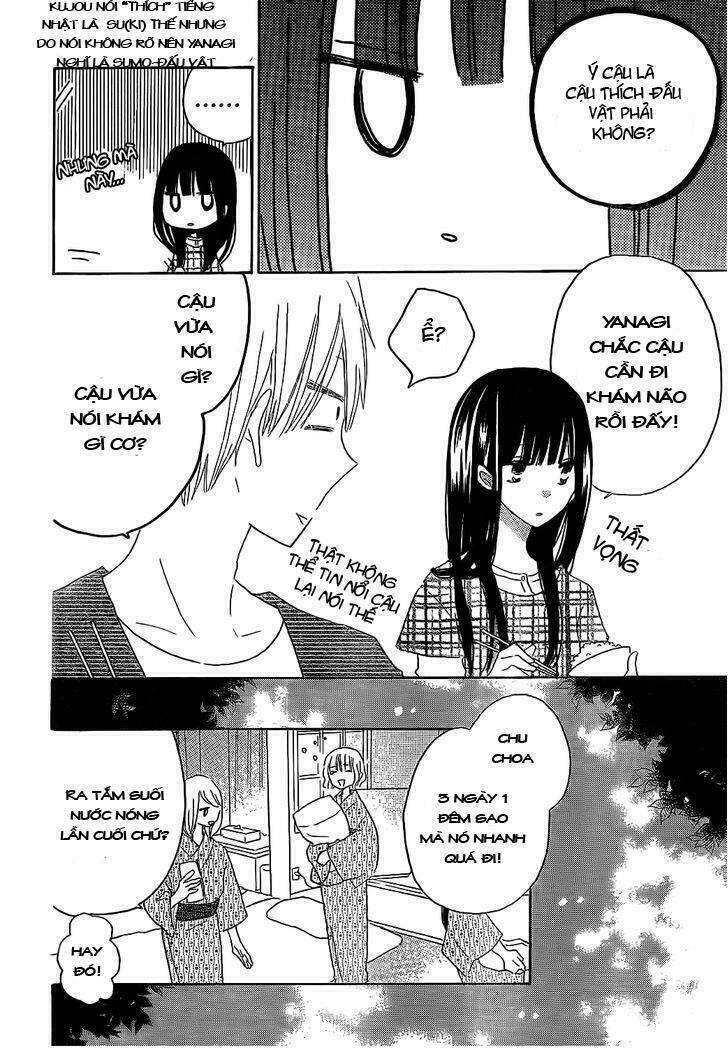 KUJOU NÓI "THÍCH" TIẾNG
NHẬT LÀ SU(KI) THẾ NHƯNG
DO NÓI KHÔNG RÕ NÊN YANAGI
NGHĨ LÀ SUMO-ĐẤU VẬT
Ý CẬU LÀ
CẬU THÍCH ĐẤU
VẬT PHẢI
KHÔNG?
......
NHƯNG MÀ
NÀY...
YANAGI
CHẮC CẬU
CẦN ĐI
KHÁM NÃO
RỒI ĐẤY!
Ể?
CẬU
VỪA
NÓI
GÌ?
CẬU VỪA
NÓI KHÁM
GÌ CƠ?
THẤT
VỌNG
THẬT KHÔNG
THỂ TIN NỔI CẬU
LẠI NÓI THẾ
CHU
CHOA
3 NGÀY 1
ĐÊM SAO
MÀ NÓ NHANH
QUÁ ĐI!
RA TẮM SUỐI
NƯỚC NÓNG
LẦN CUỐI CHỨ?
HAY
ĐÓ!